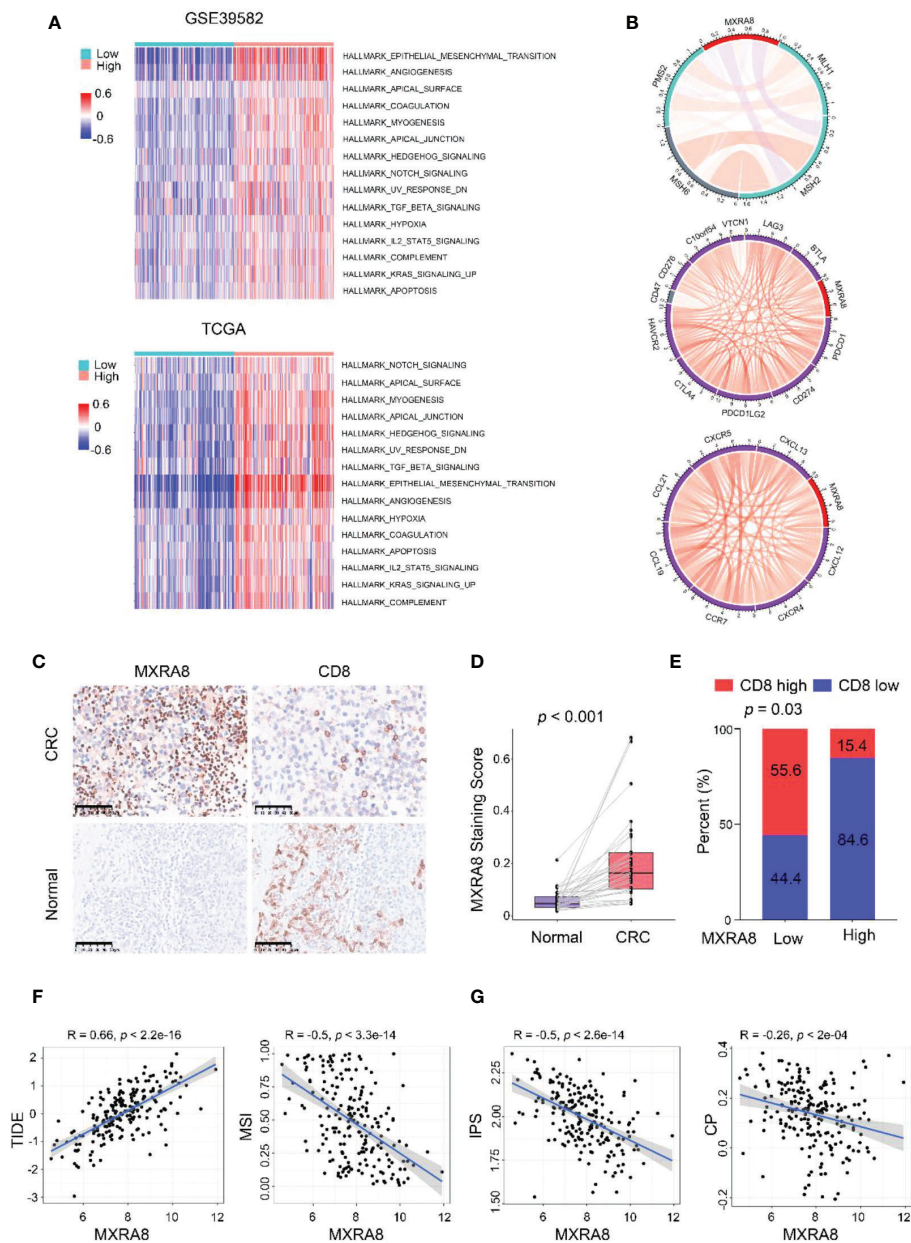 A
GSE39582
Low
High
0.6
0
-0.6
HALLMARK_EPITHELIAL_MESENCHYMAL_TRANSITION
HALLMARK_ANGIOGENESIS
HALLMARK_APICAL_SURFACE
HALLMARK_COAGULATION
HALLMARK_MYOGENESIS
HALLMARK_APICAL_JUNCTION
HALLMARK_HEDGEHOG_SIGNALING
HALLMARK_NOTCH_SIGNALING
HALLMARK_UV_RESPONSE_DN
HALLMARK_TGF_BETA_SIGNALING
HALLMARK_HYPOXIA
HALLMARK_IL2_STAT5_SIGNALING
HALLMARK_COMPLEMENT
HALLMARK_KRAS_SIGNALING_UP
HALLMARK_APOPTOSIS
TCGA
Low
High
0.6
0
-0.6
HALLMARK_NOTCH_SIGNALING
HALLMARK_APICAL_SURFACE
HALLMARK_MYOGENESIS
HALLMARK_APICAL_JUNCTION
HALLMARK_HEDGEHOG_SIGNALING
HALLMARK_UV_RESPONSE_DN
HALLMARK_TGF_BETA_SIGNALING
HALLMARK_EPITHELIAL_MESENCHYMAL_TRANSITION
HALLMARK_ANGIOGENESIS
HALLMARK_HYPOXIA
HALLMARK_COAGULATION
HALLMARK_APOPTOSIS
HALLMARK_IL2_STAT5_SIGNALING
HALLMARK_KRAS_SIGNALING_UP
HALLMARK_COMPLEMENT
B
MXRA8
MLH1
MSH2
MSH6
PMS2
VTCN1
LAG3
BTLA
MXRA8
PDCD1
CD274
PDCD1LG2
CTLA4
HAVCR2
CD47
CD276
C10orf54
CXCR5
CXCL13
MXRA8
CXCL12
CXCR4
CCR7
CCL19
CCL21
C
MXRA8
CD8
CRC
Normal
D
p < 0.001
MXRA8 Staining Score
0.6
0.4
0.2
0
Normal
CRC
E
CD8 high
CD8 low
p = 0.03
Percent (%)
100
50
0
55.6
44.4
15.4
84.6
MXRA8
Low
High
F
R = 0.66, p < 2.2e-16
TIDE
2
1
0
-1
-2
-3
6 8 10 12
MXRA8
R = -0.5, p < 3.3e-14
MSI
1.00
0.75
0.50
0.25
0.00
6 8 10 12
MXRA8
G
R = -0.5, p < 2.6e-14
IPS
2.25
2.00
1.75
1.50
6 8 10 12
MXRA8
R = -0.26, p < 2e-04
CP
0.4
0.2
0.0
-0.2
6 8 10 12
MXRA8